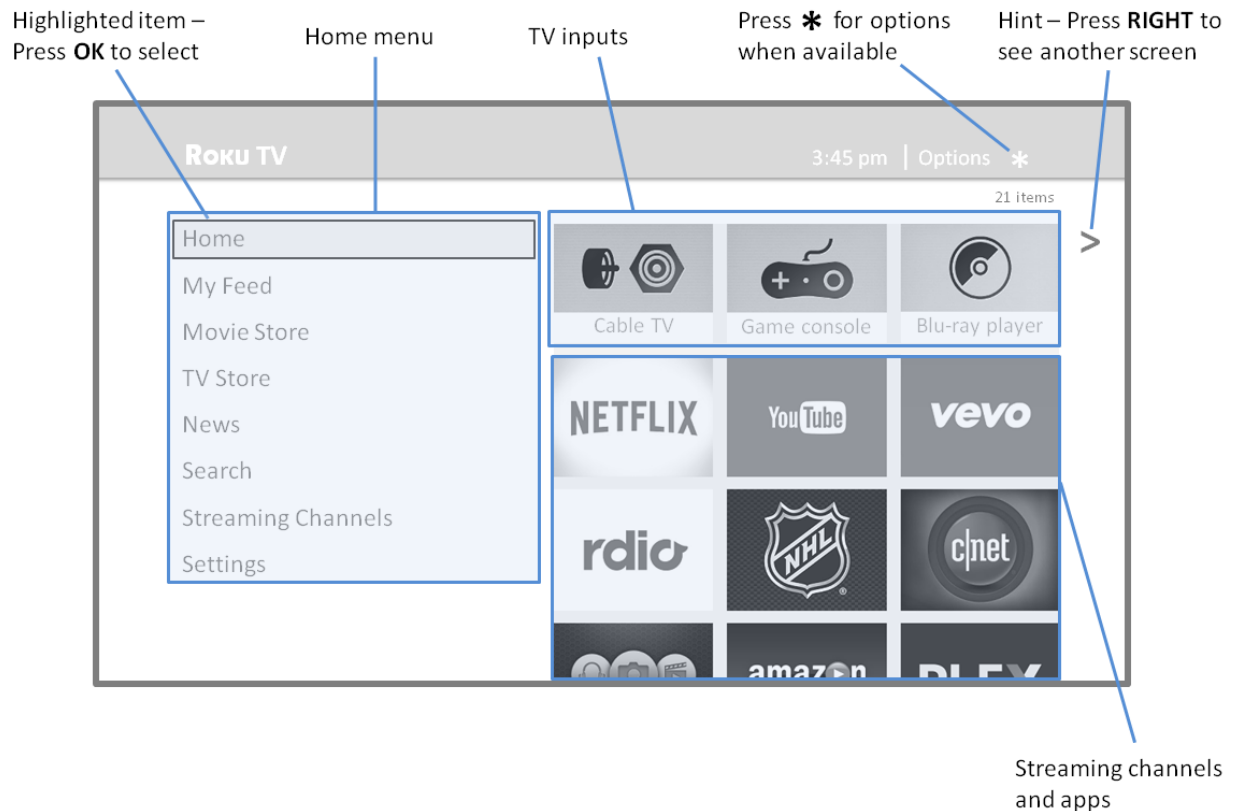 Highlighted item –
Press OK to select
Home menu
TV inputs
Press * for options
when available
Hint – Press RIGHT to
see another screen
ROKU TV
3:45 pm | Options *
21 items
Home
My Feed
Movie Store
TV Store
News
Search
Streaming Channels
Settings
>
Cable TV
Game console
Blu-ray player
NETFLIX
YouTube
vevo
rdio
NHL
c|net
amazon
PLEX
Streaming channels
and apps